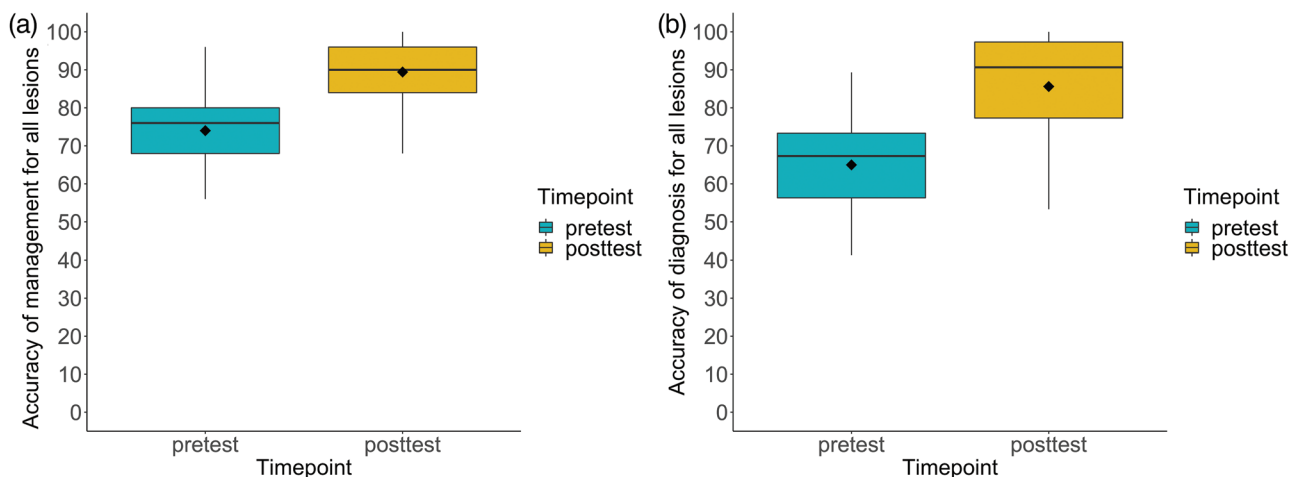 (a)
Accuracy of management for all lesions
100
90
80
70
60
50
40
30
20
10
0
pretest
posttest
Timepoint
Timepoint
pretest
posttest
(b)
Accuracy of diagnosis for all lesions
100
90
80
70
60
50
40
30
20
10
0
pretest
posttest
Timepoint
Timepoint
pretest
posttest